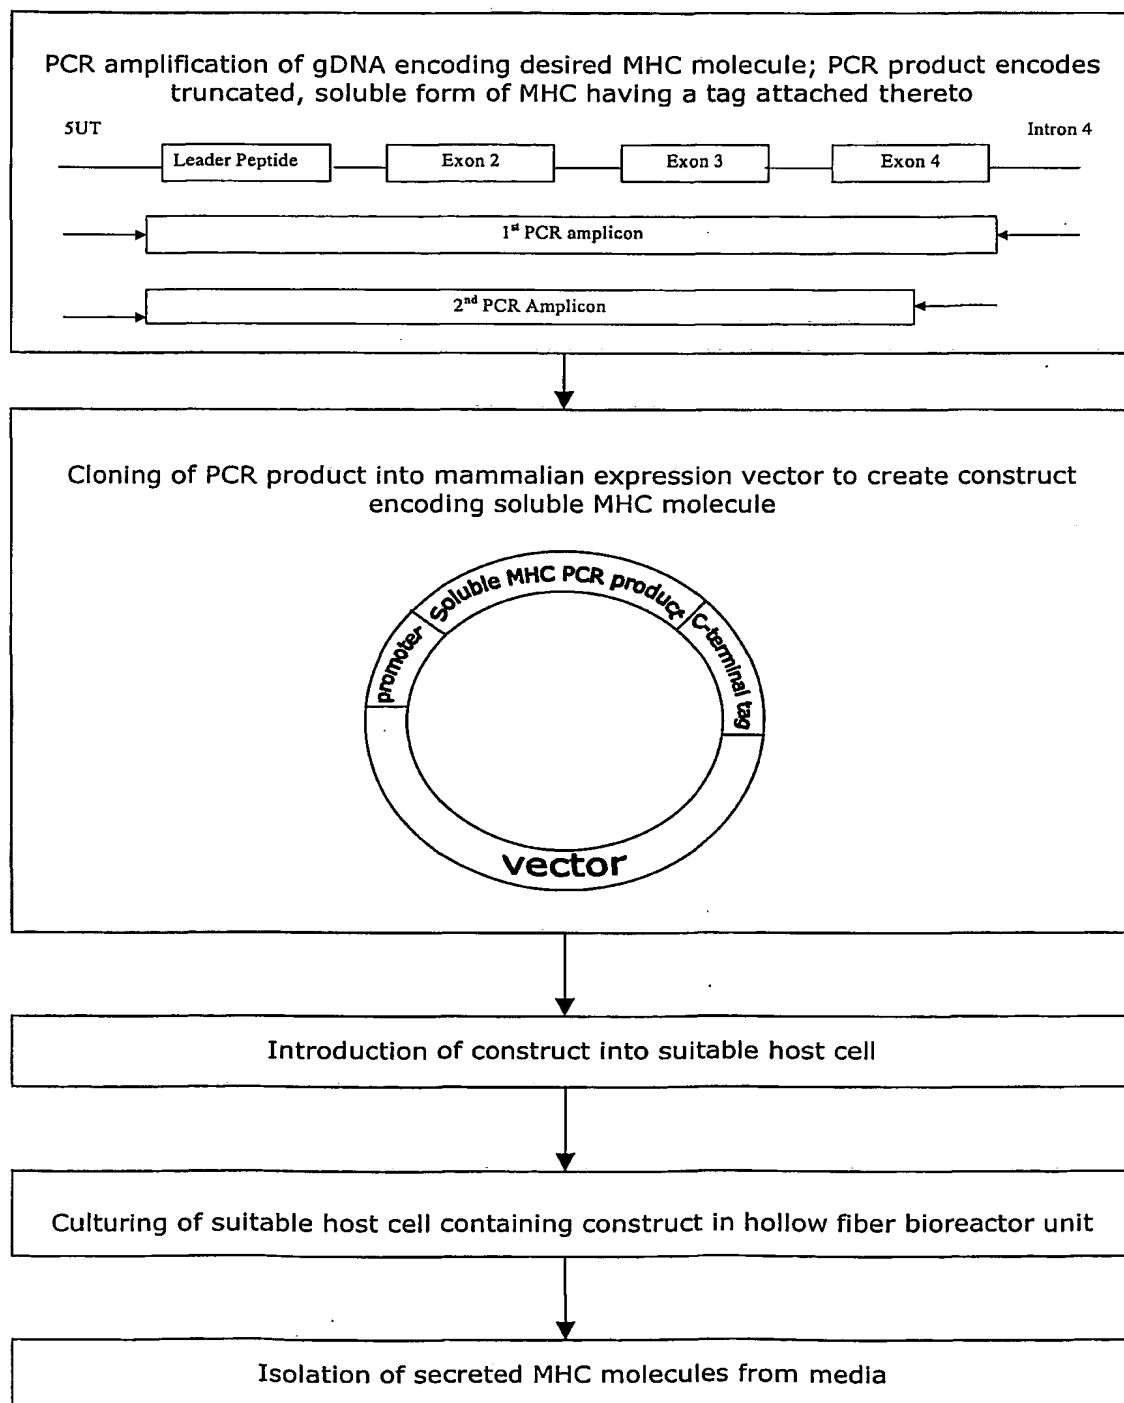 PCR amplification of gDNA encoding desired MHC molecule; PCR product encodes
truncated, soluble form of MHC having a tag attached thereto
5UT
Intron 4
Leader Peptide
Exon 2
Exon 3
Exon 4
1st PCR amplicon
2nd PCR Amplicon
Cloning of PCR product into mammalian expression vector to create construct
encoding soluble MHC molecule
promoter
Soluble MHC PCR product
C-terminal tag
vector
Introduction of construct into suitable host cell
Culturing of suitable host cell containing construct in hollow fiber bioreactor unit
Isolation of secreted MHC molecules from media